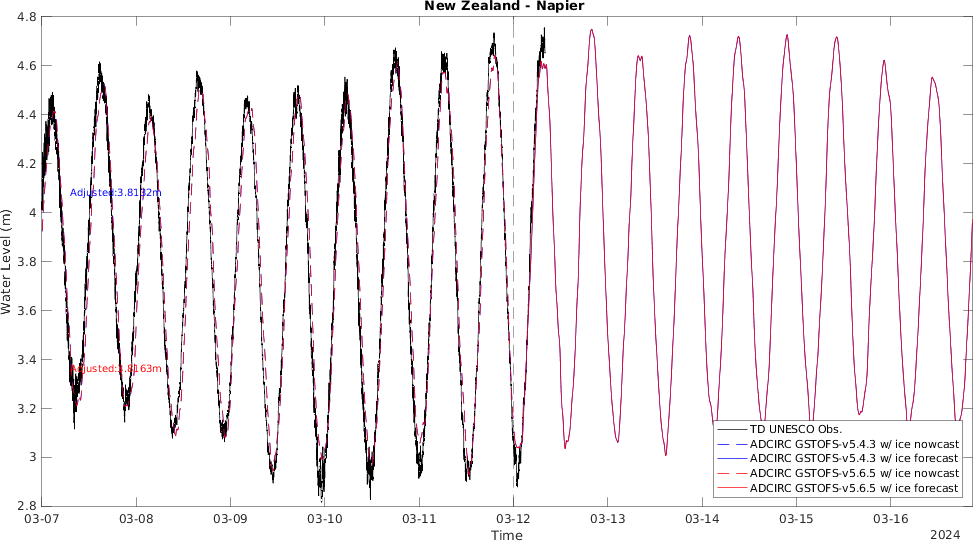 New Zealand - Napier
4.8
4.6
4.4
4.2
4
3.8
3.6
3.4
3.2
3
2.8
Water Level (m)
Adjusted:3.8132m
Adjusted:3.8163m
TD UNESCO Obs.
ADCIRC GSTOFS-v5.4.3 w/ ice nowcast
ADCIRC GSTOFS-v5.4.3 w/ ice forecast
ADCIRC GSTOFS-v5.6.5 w/ ice nowcast
ADCIRC GSTOFS-v5.6.5 w/ ice forecast
03-07 03-08 03-09 03-10 03-11 03-12 03-13 03-14 03-15 03-16
Time
2024